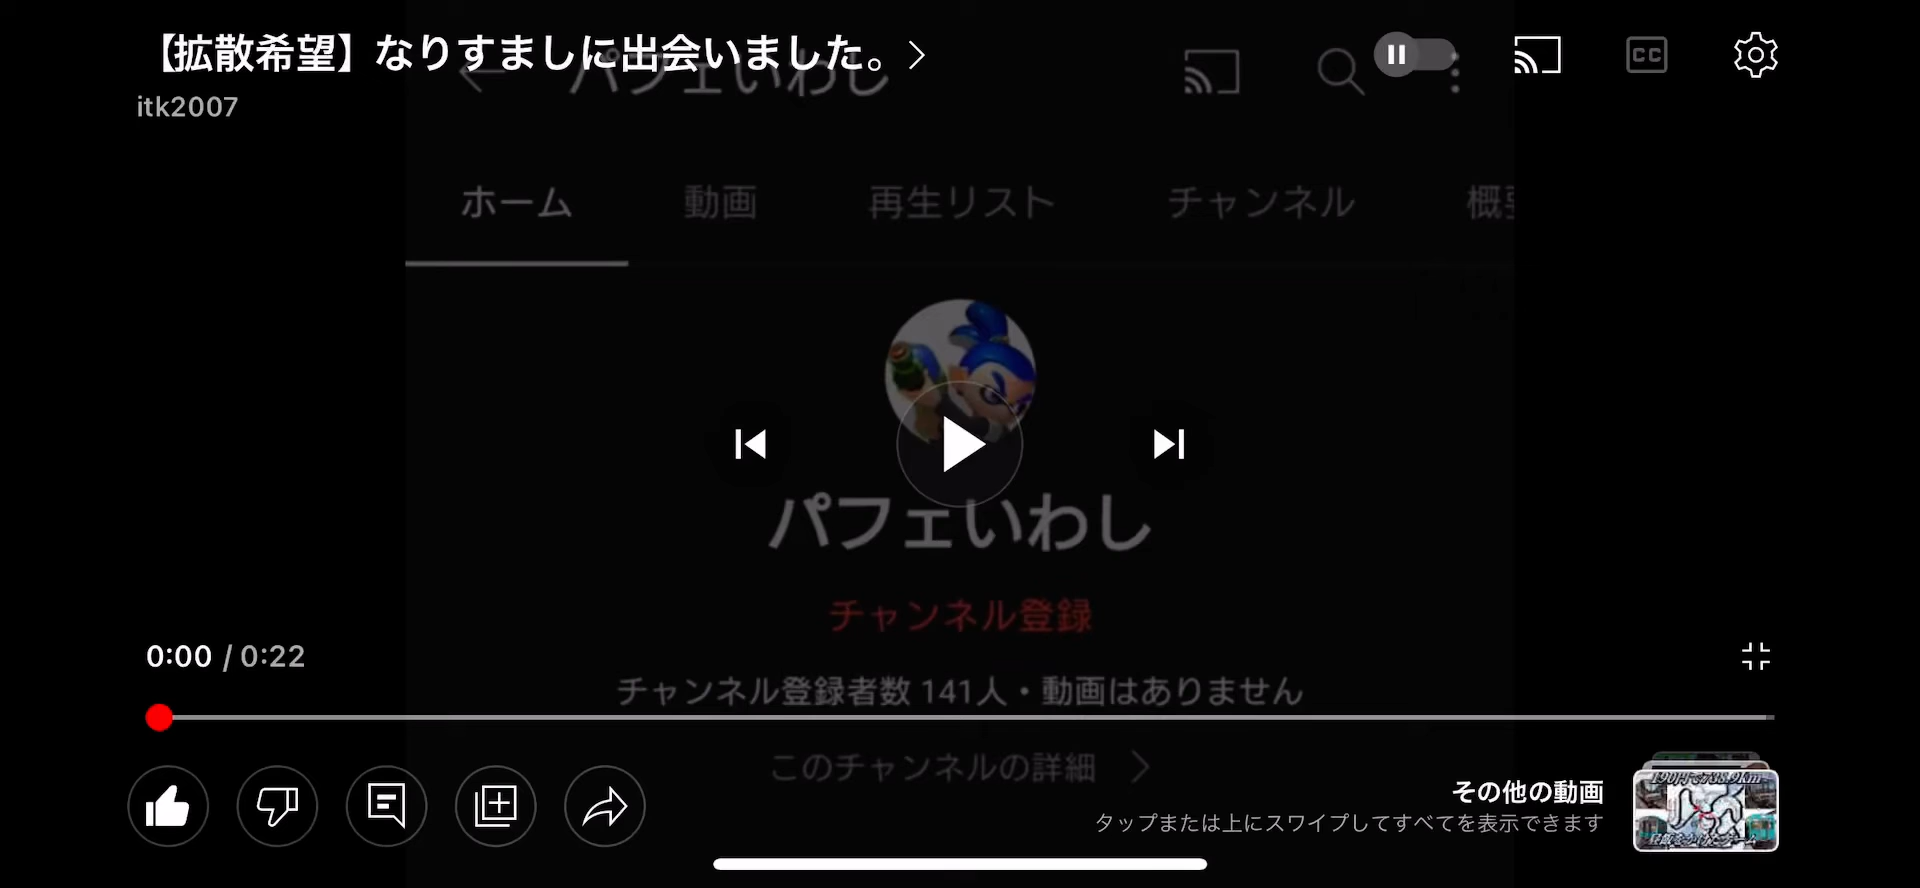 【拡散希望】なりすましに出会いました。
itk2007
パフェいわし
CC
ホーム 動画 再生リスト チャンネル 概要
パフェいわし
チャンネル登録
0:00 / 0:22
チャンネル登録者数 141人・動画はありません
このチャンネルの詳細
その他の動画
タップまたは上にスワイプしてすべてを表示できます